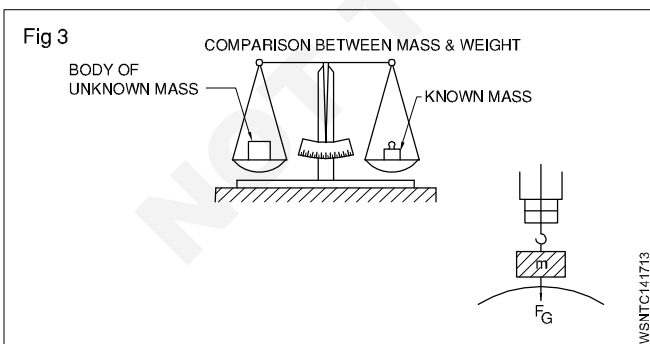 Fig 3
COMPARISON BETWEEN MASS & WEIGHT
BODY OF
UNKNOWN MASS
KNOWN MASS
m
FG
WSNTC141713